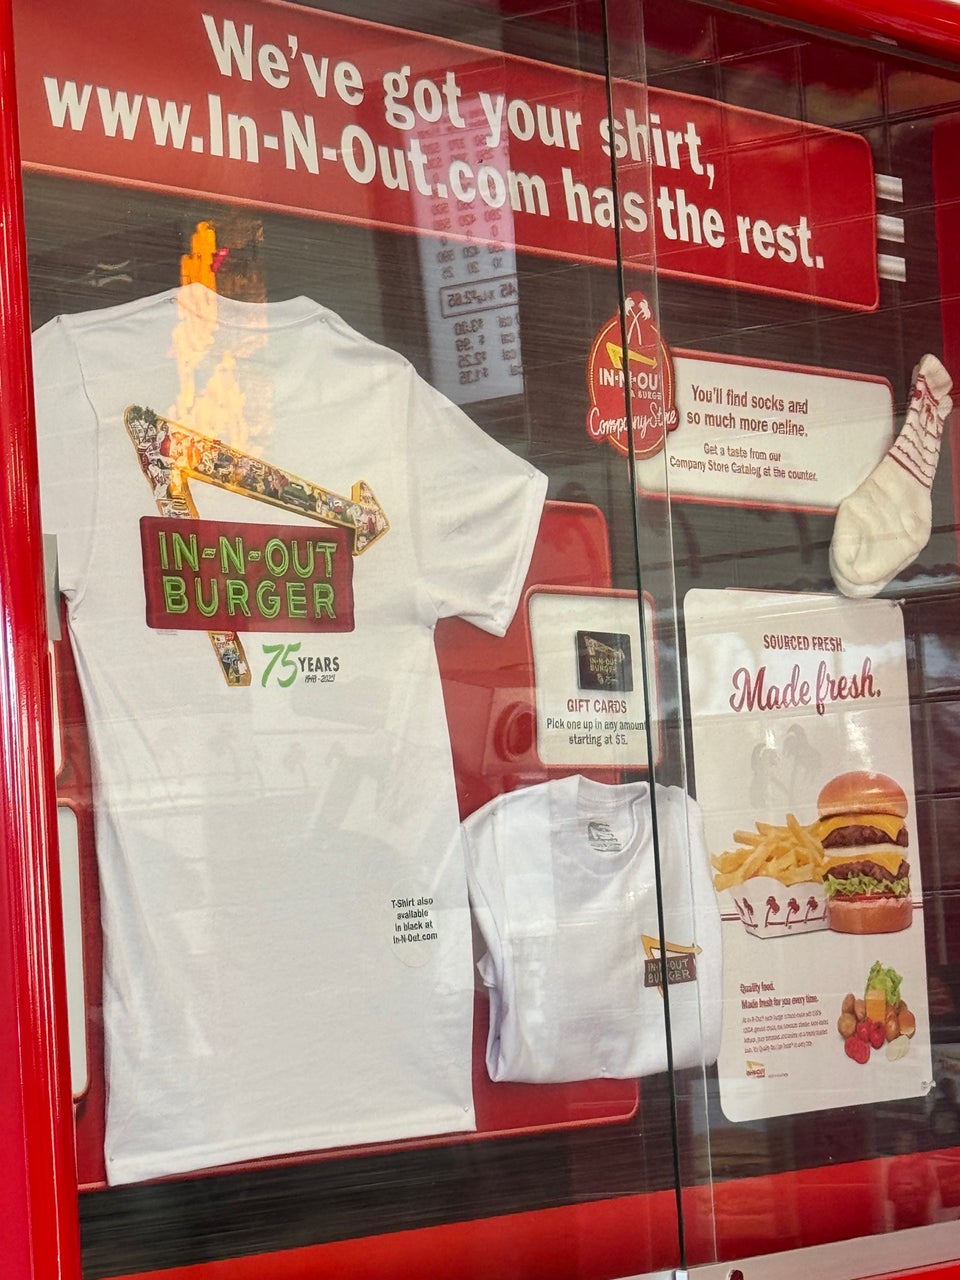 We've got your shirt,
www.In-N-Out.com has the rest.
IN-N-OUT
BURGER
Company Store
You'll find socks and
so much more online.
Get a taste from our
Company Store Catalog at the counter.
IN-N-OUT
BURGER
75 YEARS
1948-2023
GIFT CARDS
Pick one up in any amount
starting at $5.
SOURCED FRESH.
Made fresh.
T-Shirt also
available
in black at
In-N-Out.com
IN-N-OUT
BURGER
Quality food.
Made fresh for you every time.